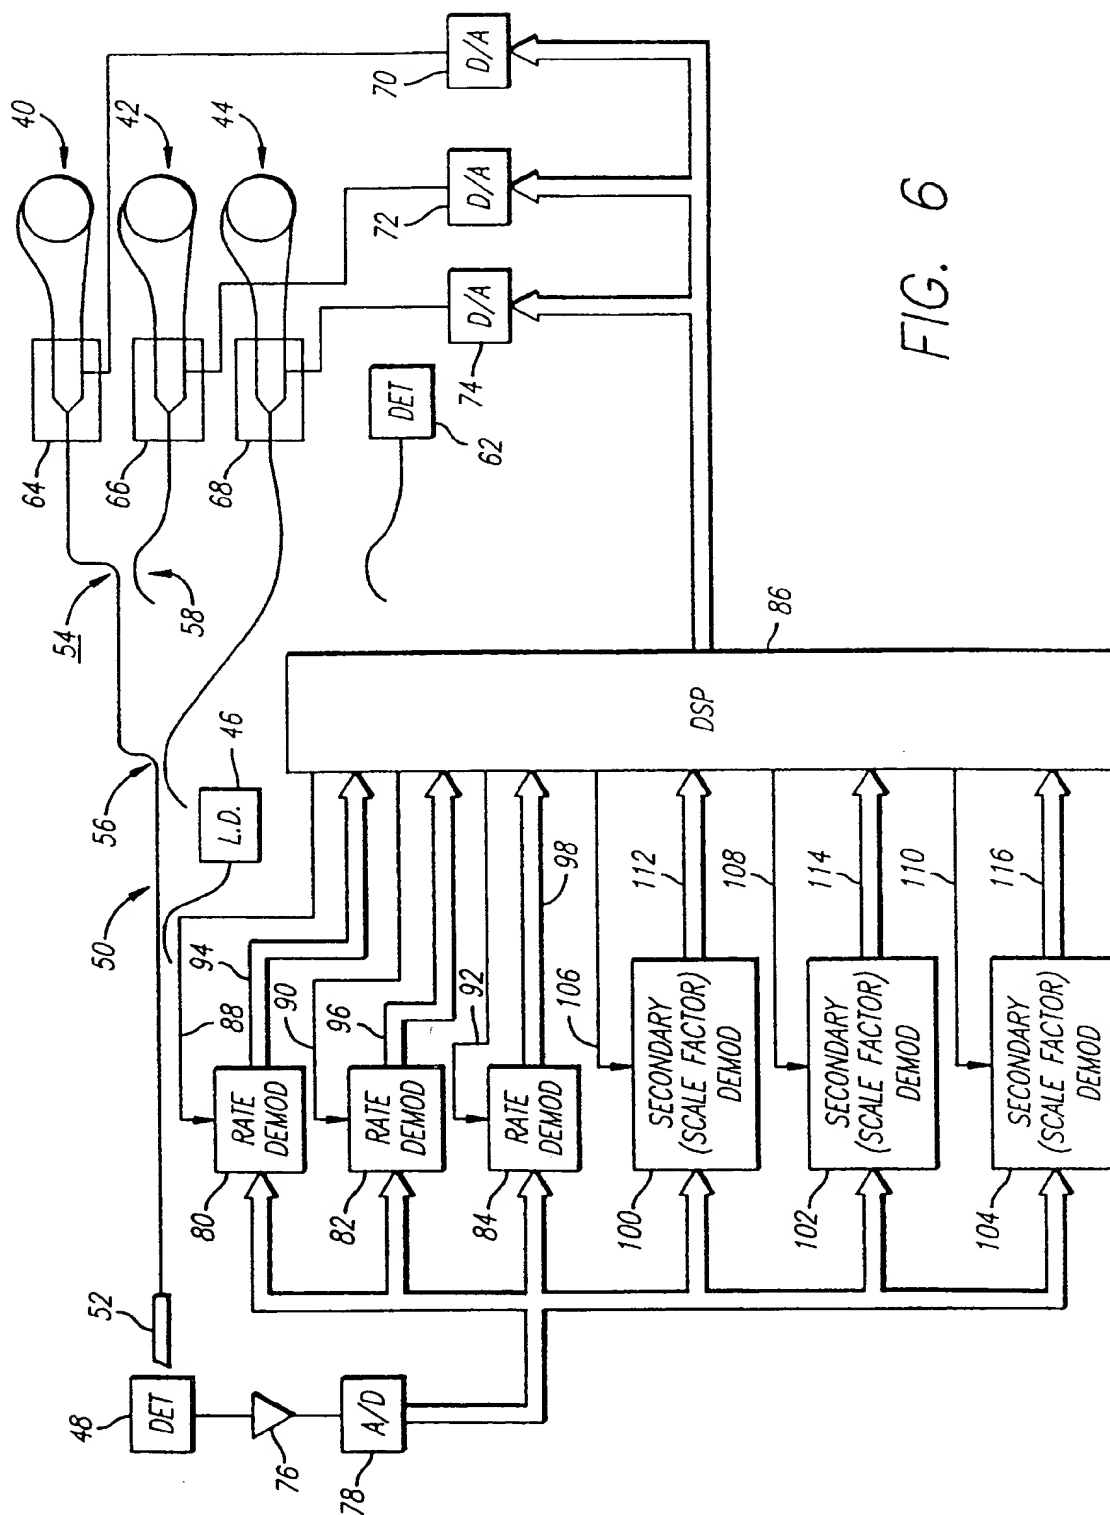 40
42
44
64
66
68
54
58
56
50
52
48
DET
76
A/D
78
L.D.
46
DET
62
D/A
70
D/A
72
D/A
74
88
94
90
96
92
98
RATE
DEMOD
80
RATE
DEMOD
82
RATE
DEMOD
84
SECONDARY
(SCALE FACTOR)
DEMOD
100
106
112
SECONDARY
(SCALE FACTOR)
DEMOD
102
108
114
SECONDARY
(SCALE FACTOR)
DEMOD
104
110
116
DSP
86
FIG. 6